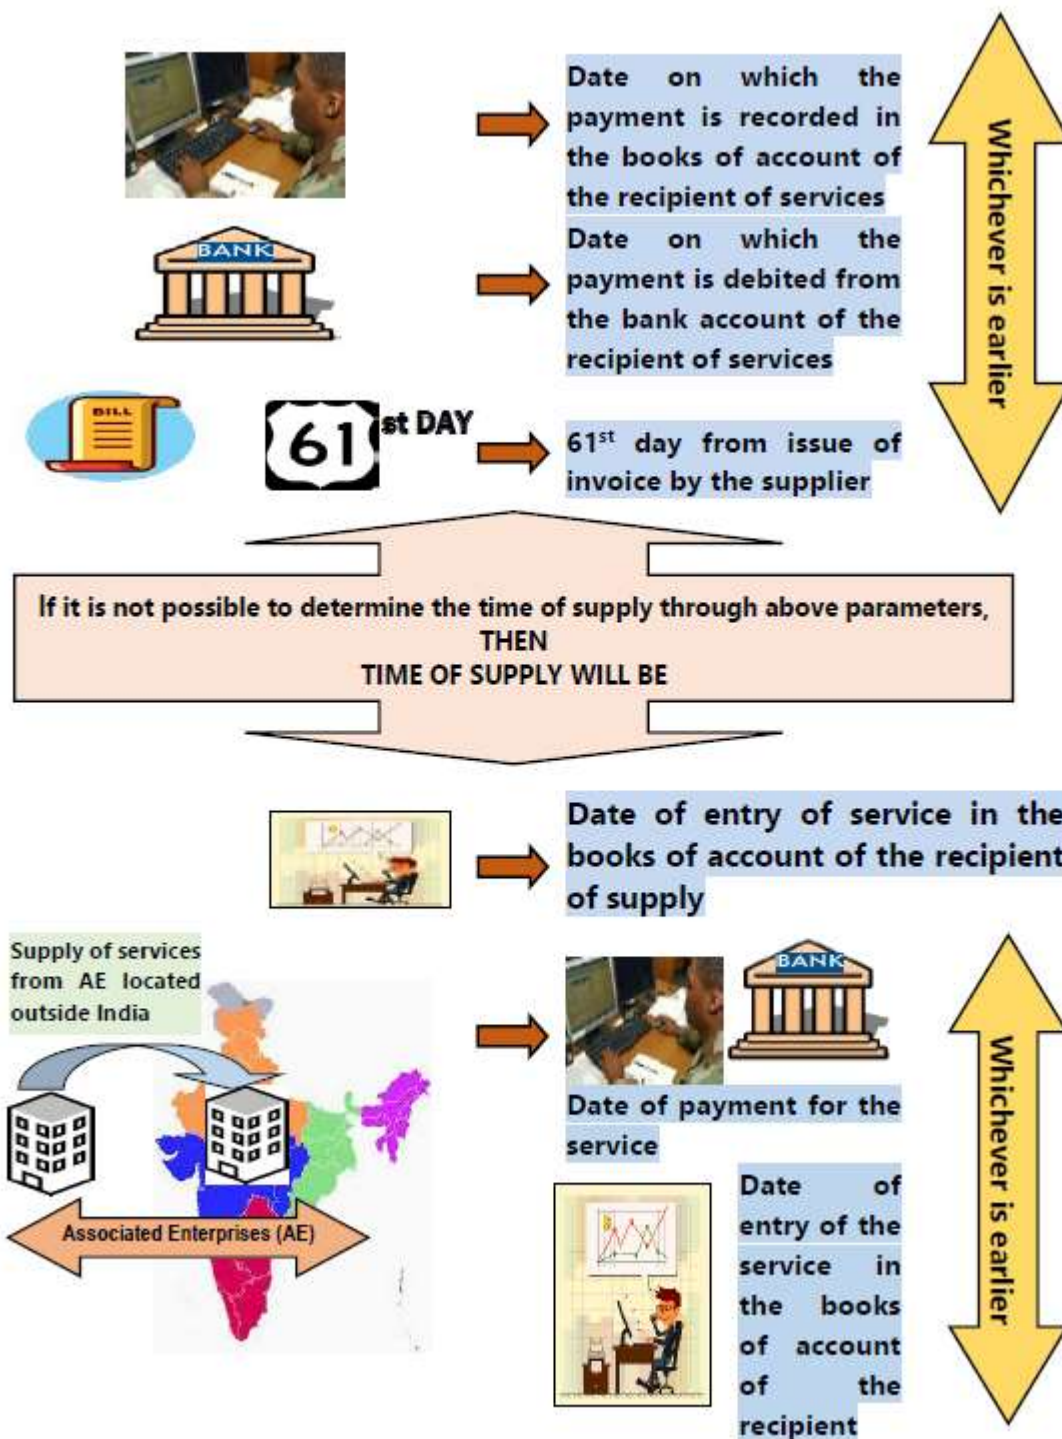 Date on which the
payment is recorded in
the books of account of
the recipient of services
Whichever is earlier
BANK
Date on which the
payment is debited from
the bank account of the
recipient of services
BILL
61st DAY
61st day from issue of
invoice by the supplier
If it is not possible to determine the time of supply through above parameters,
THEN
TIME OF SUPPLY WILL BE
Date of entry of service in the
books of account of the recipient
of supply
Supply of services
from AE located
outside India
Associated Enterprises (AE)
BANK
Date of payment for the
service
Whichever is earlier
Date of
entry of the
service in
the books
of account
of the
recipient